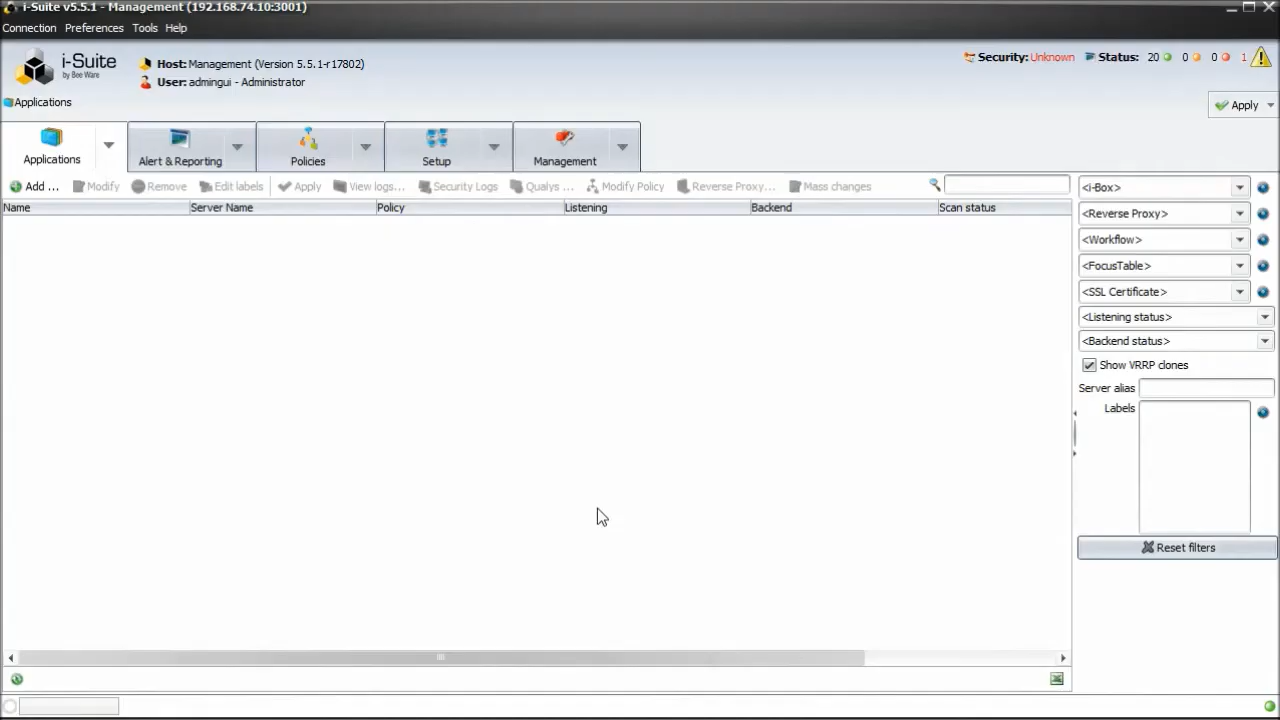 i-Suite v5.5.1 - Management (192.168.74.10:3001)
Connection Preferences Tools Help
i-Suite
by Bee Ware
Host: Management (Version 5.5.1-r17802)
User: admingui - Administrator
Security: Unknown Status: 20 0 0 1
Applications
Apply
Applications Alert & Reporting Policies Setup Management
Add ... Modify Remove Edit labels Apply View logs... Security Logs Qualys ... Modify Policy Reverse Proxy... Mass changes
Name Server Name Policy Listening Backend Scan status
<i-Box>
<Reverse Proxy>
<Workflow>
<FocusTable>
<SSL Certificate>
<Listening status>
<Backend status>
Show VRRP clones
Server alias
Labels
Reset filters